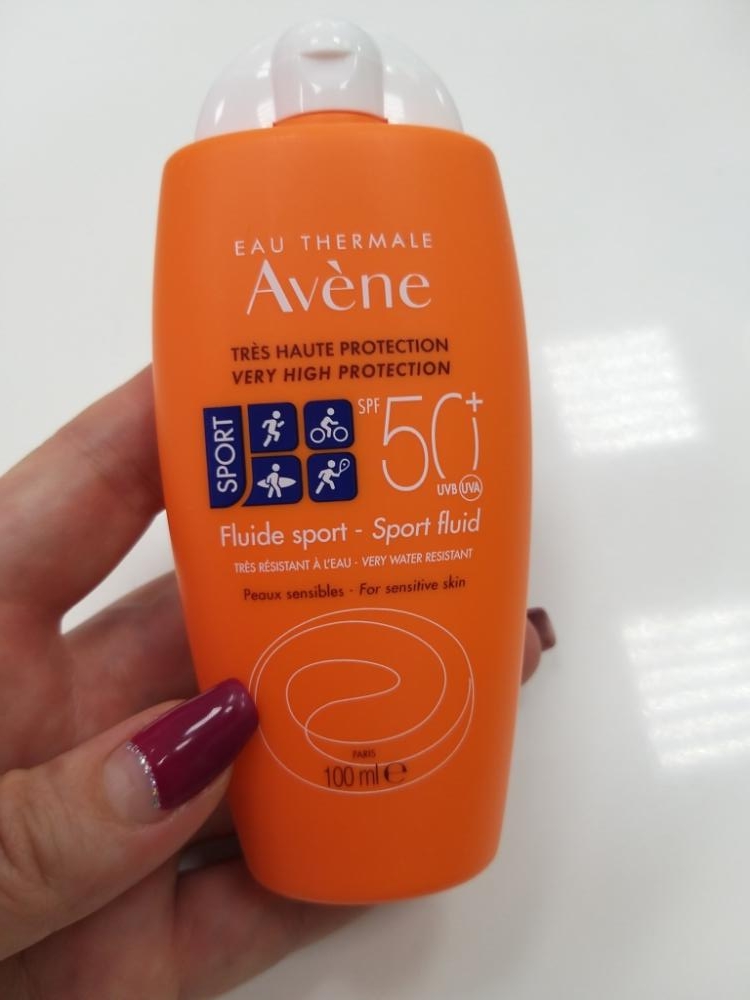 EAU THERMALE
Avène
TRÈS HAUTE PROTECTION
VERY HIGH PROTECTION
SPORT
SPF 50+
UVB UVA
Fluide sport - Sport fluid
TRÈS RÉSISTANT À L'EAU - VERY WATER RESISTANT
Peaux sensibles - For sensitive skin
PARIS
100 ml ℮